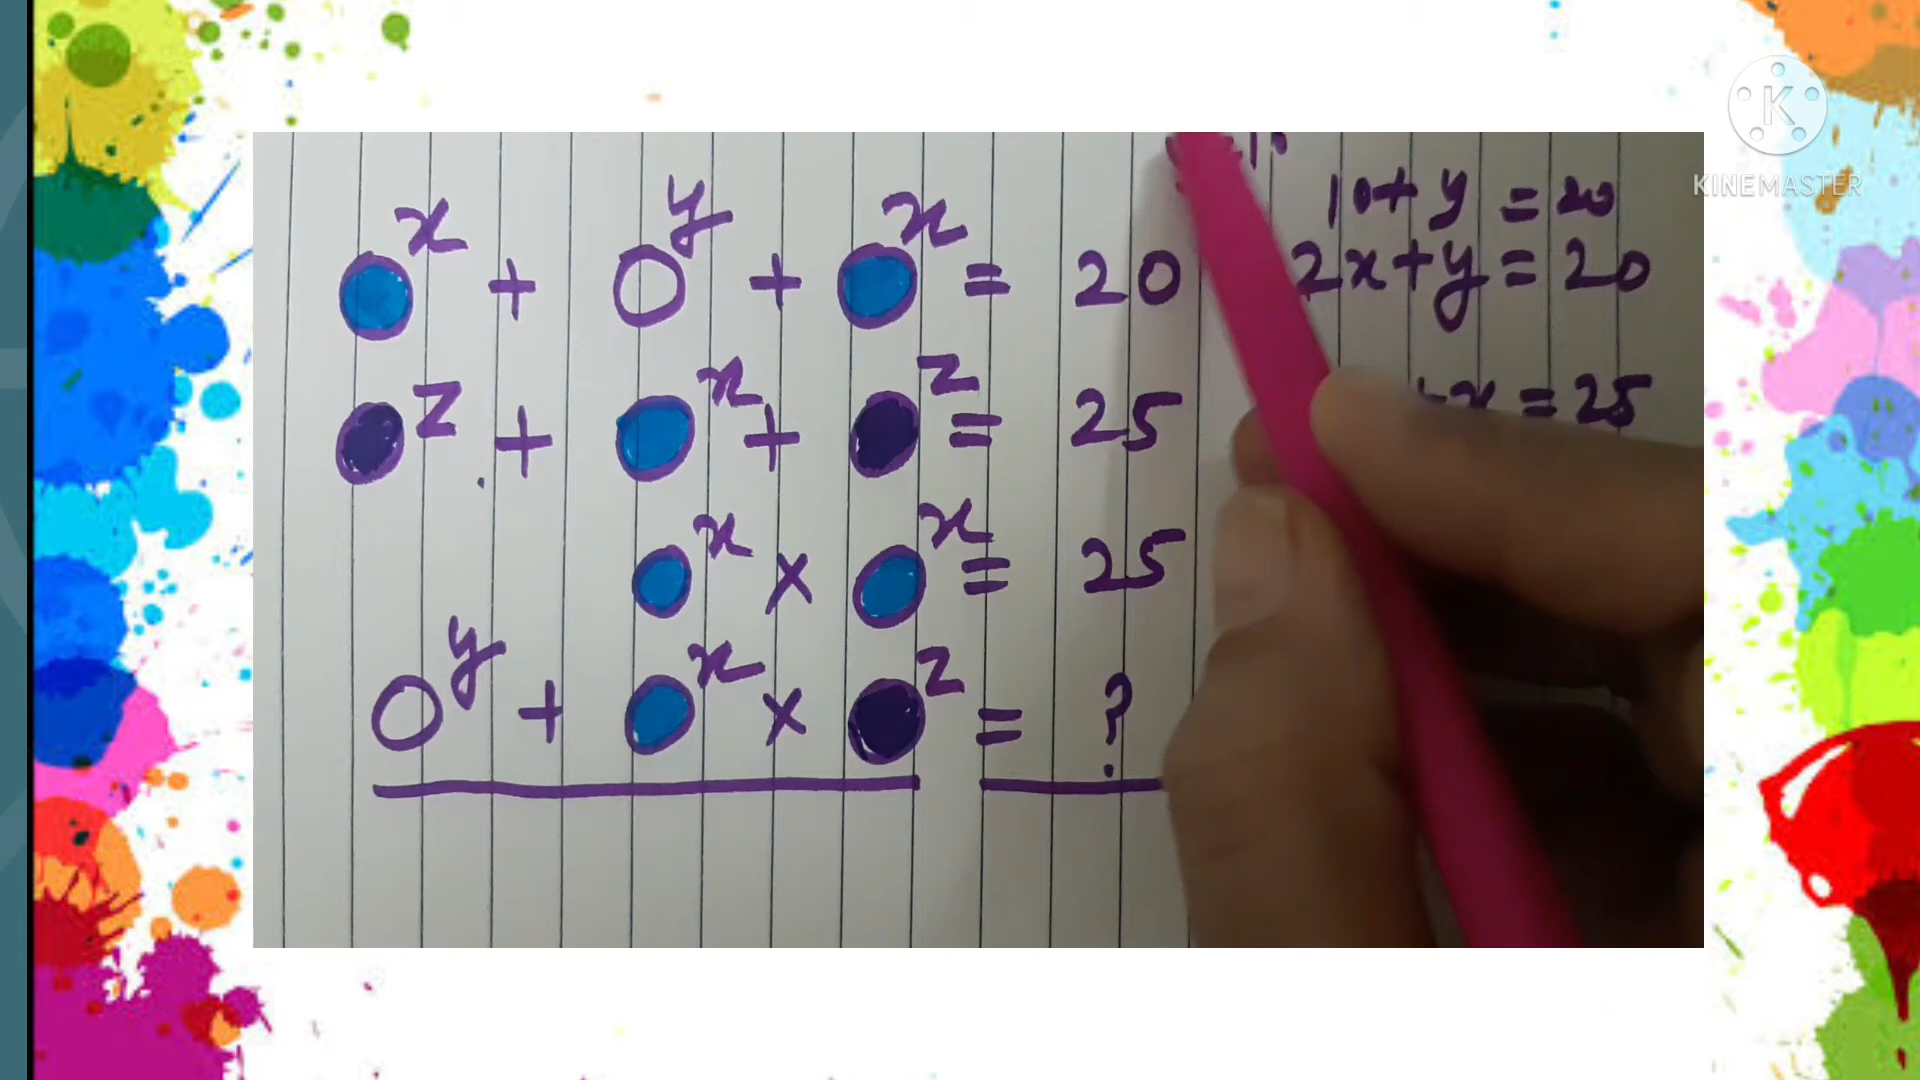 x + y + x = 20
z + x + z = 25
x × x = 25
y + x × z = ?
10 + y = 20
2x + y = 20
+ x = 25
K
KINEMASTER